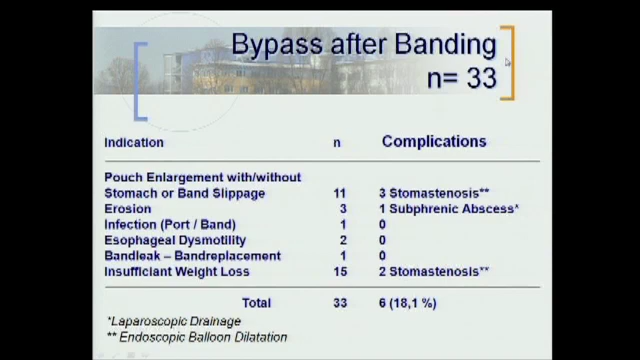 Bypass after Banding
n= 33
Indication n Complications
Pouch Enlargement with/without
Stomach or Band Slippage 11 3 Stomastenosis**
Erosion 3 1 Subphrenic Abscess*
Infection (Port / Band) 1 0
Esophageal Dysmotility 2 0
Bandleak – Bandreplacement 1 0
Insufficient Weight Loss 15 2 Stomastenosis**
Total 33 6 (18,1 %)
*Laparoscopic Drainage
** Endoscopic Balloon Dilatation